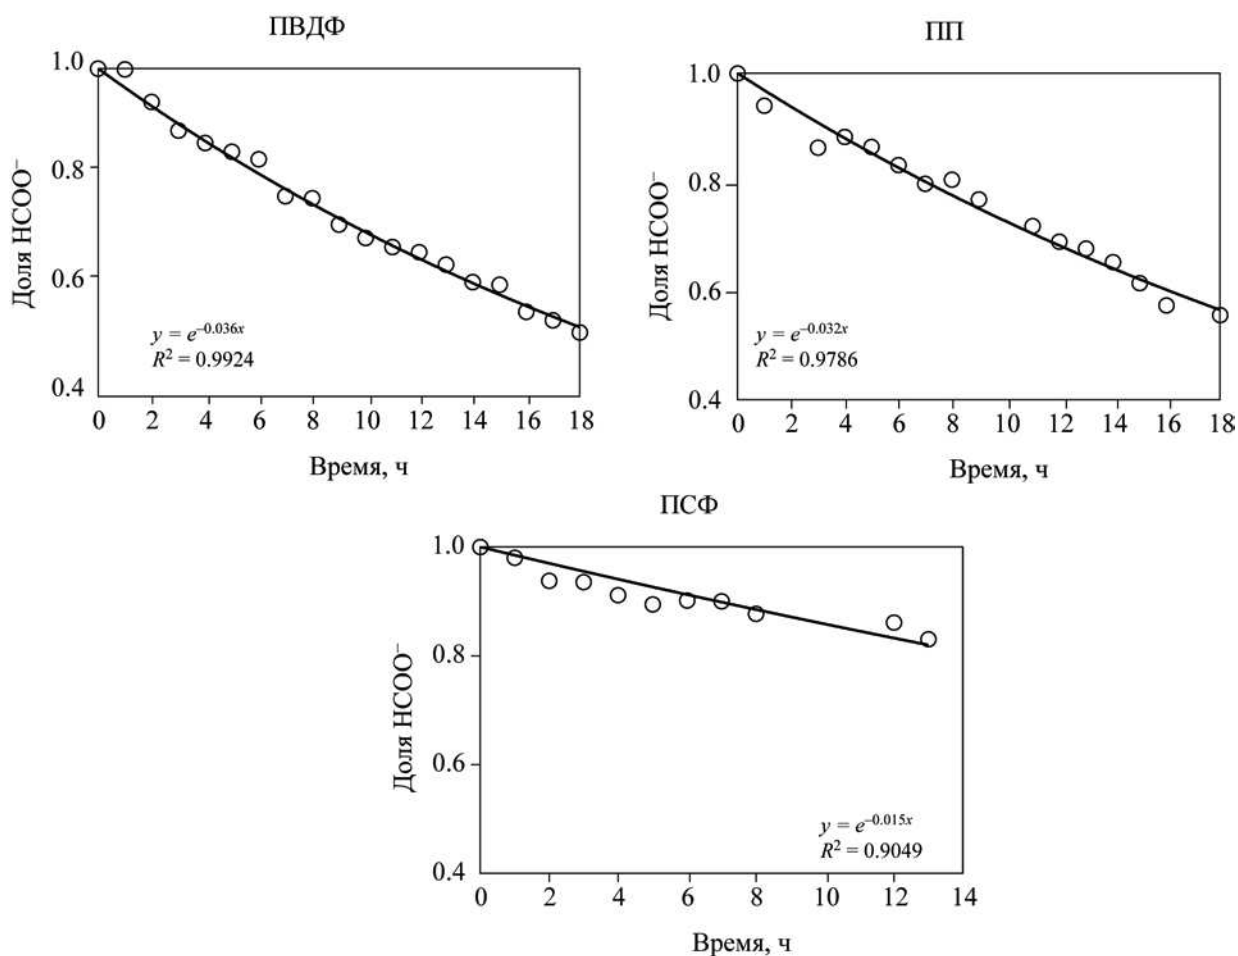 ПВДФ
1.0
0.8
0.6
0.4
Доля HCOO⁻
y = e^−0.036x
R² = 0.9924
0 2 4 6 8 10 12 14 16 18
Время, ч
ПП
1.0
0.8
0.6
0.4
Доля HCOO⁻
y = e^−0.032x
R² = 0.9786
0 2 4 6 8 10 12 14 16 18
Время, ч
ПСФ
1.0
0.8
0.6
0.4
Доля HCOO⁻
y = e^−0.015x
R² = 0.9049
0 2 4 6 8 10 12 14
Время, ч